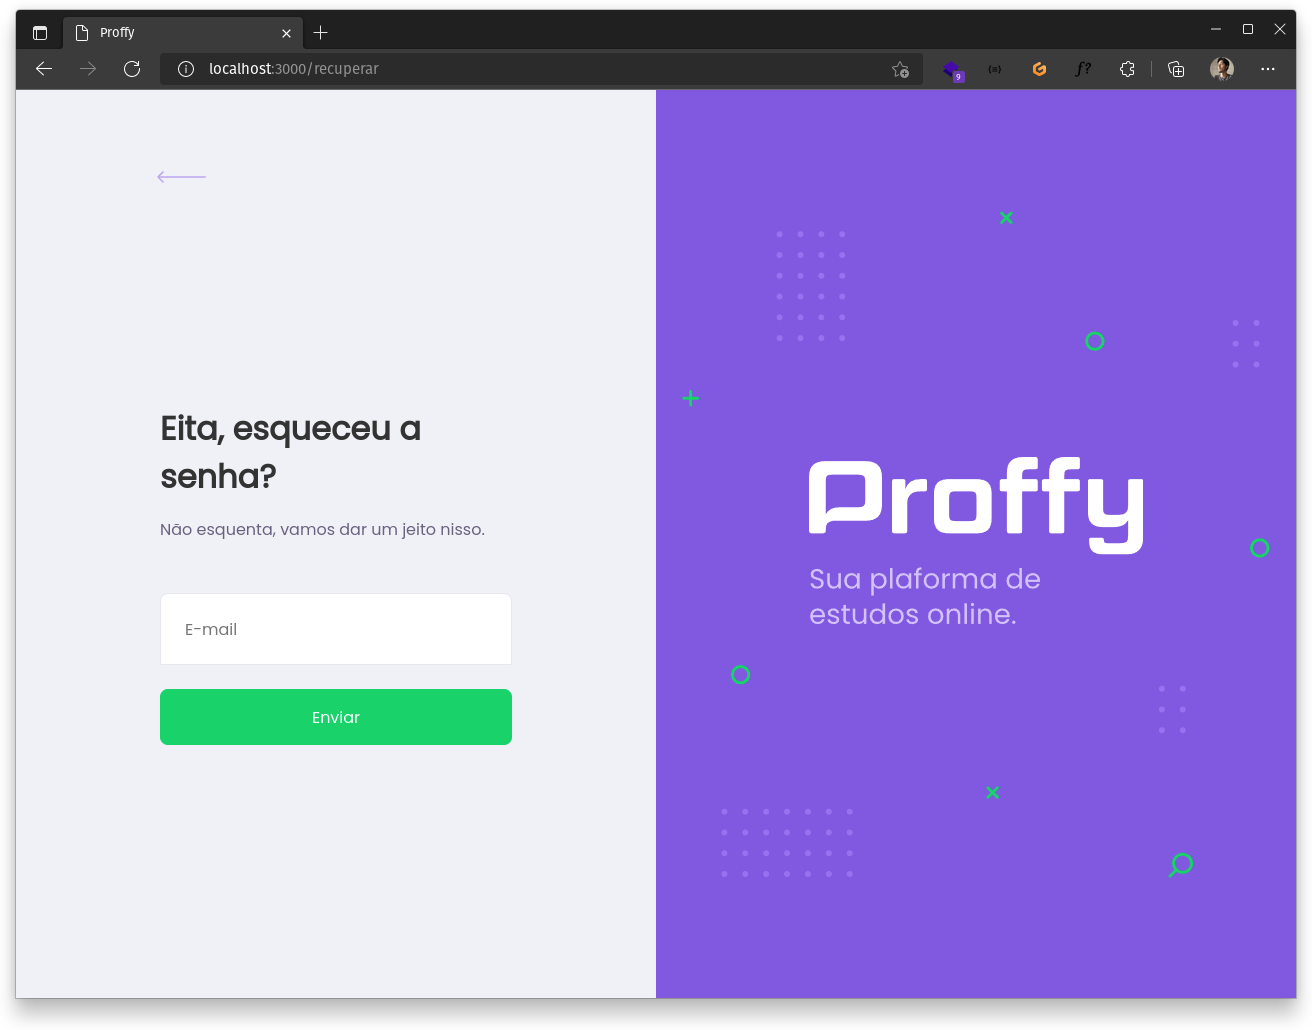 Proffy
localhost:3000/recuperar
9
f?
Eita, esqueceu a
senha?
Não esquenta, vamos dar um jeito nisso.
E-mail
Enviar
Proffy
Sua plaforma de
estudos online.